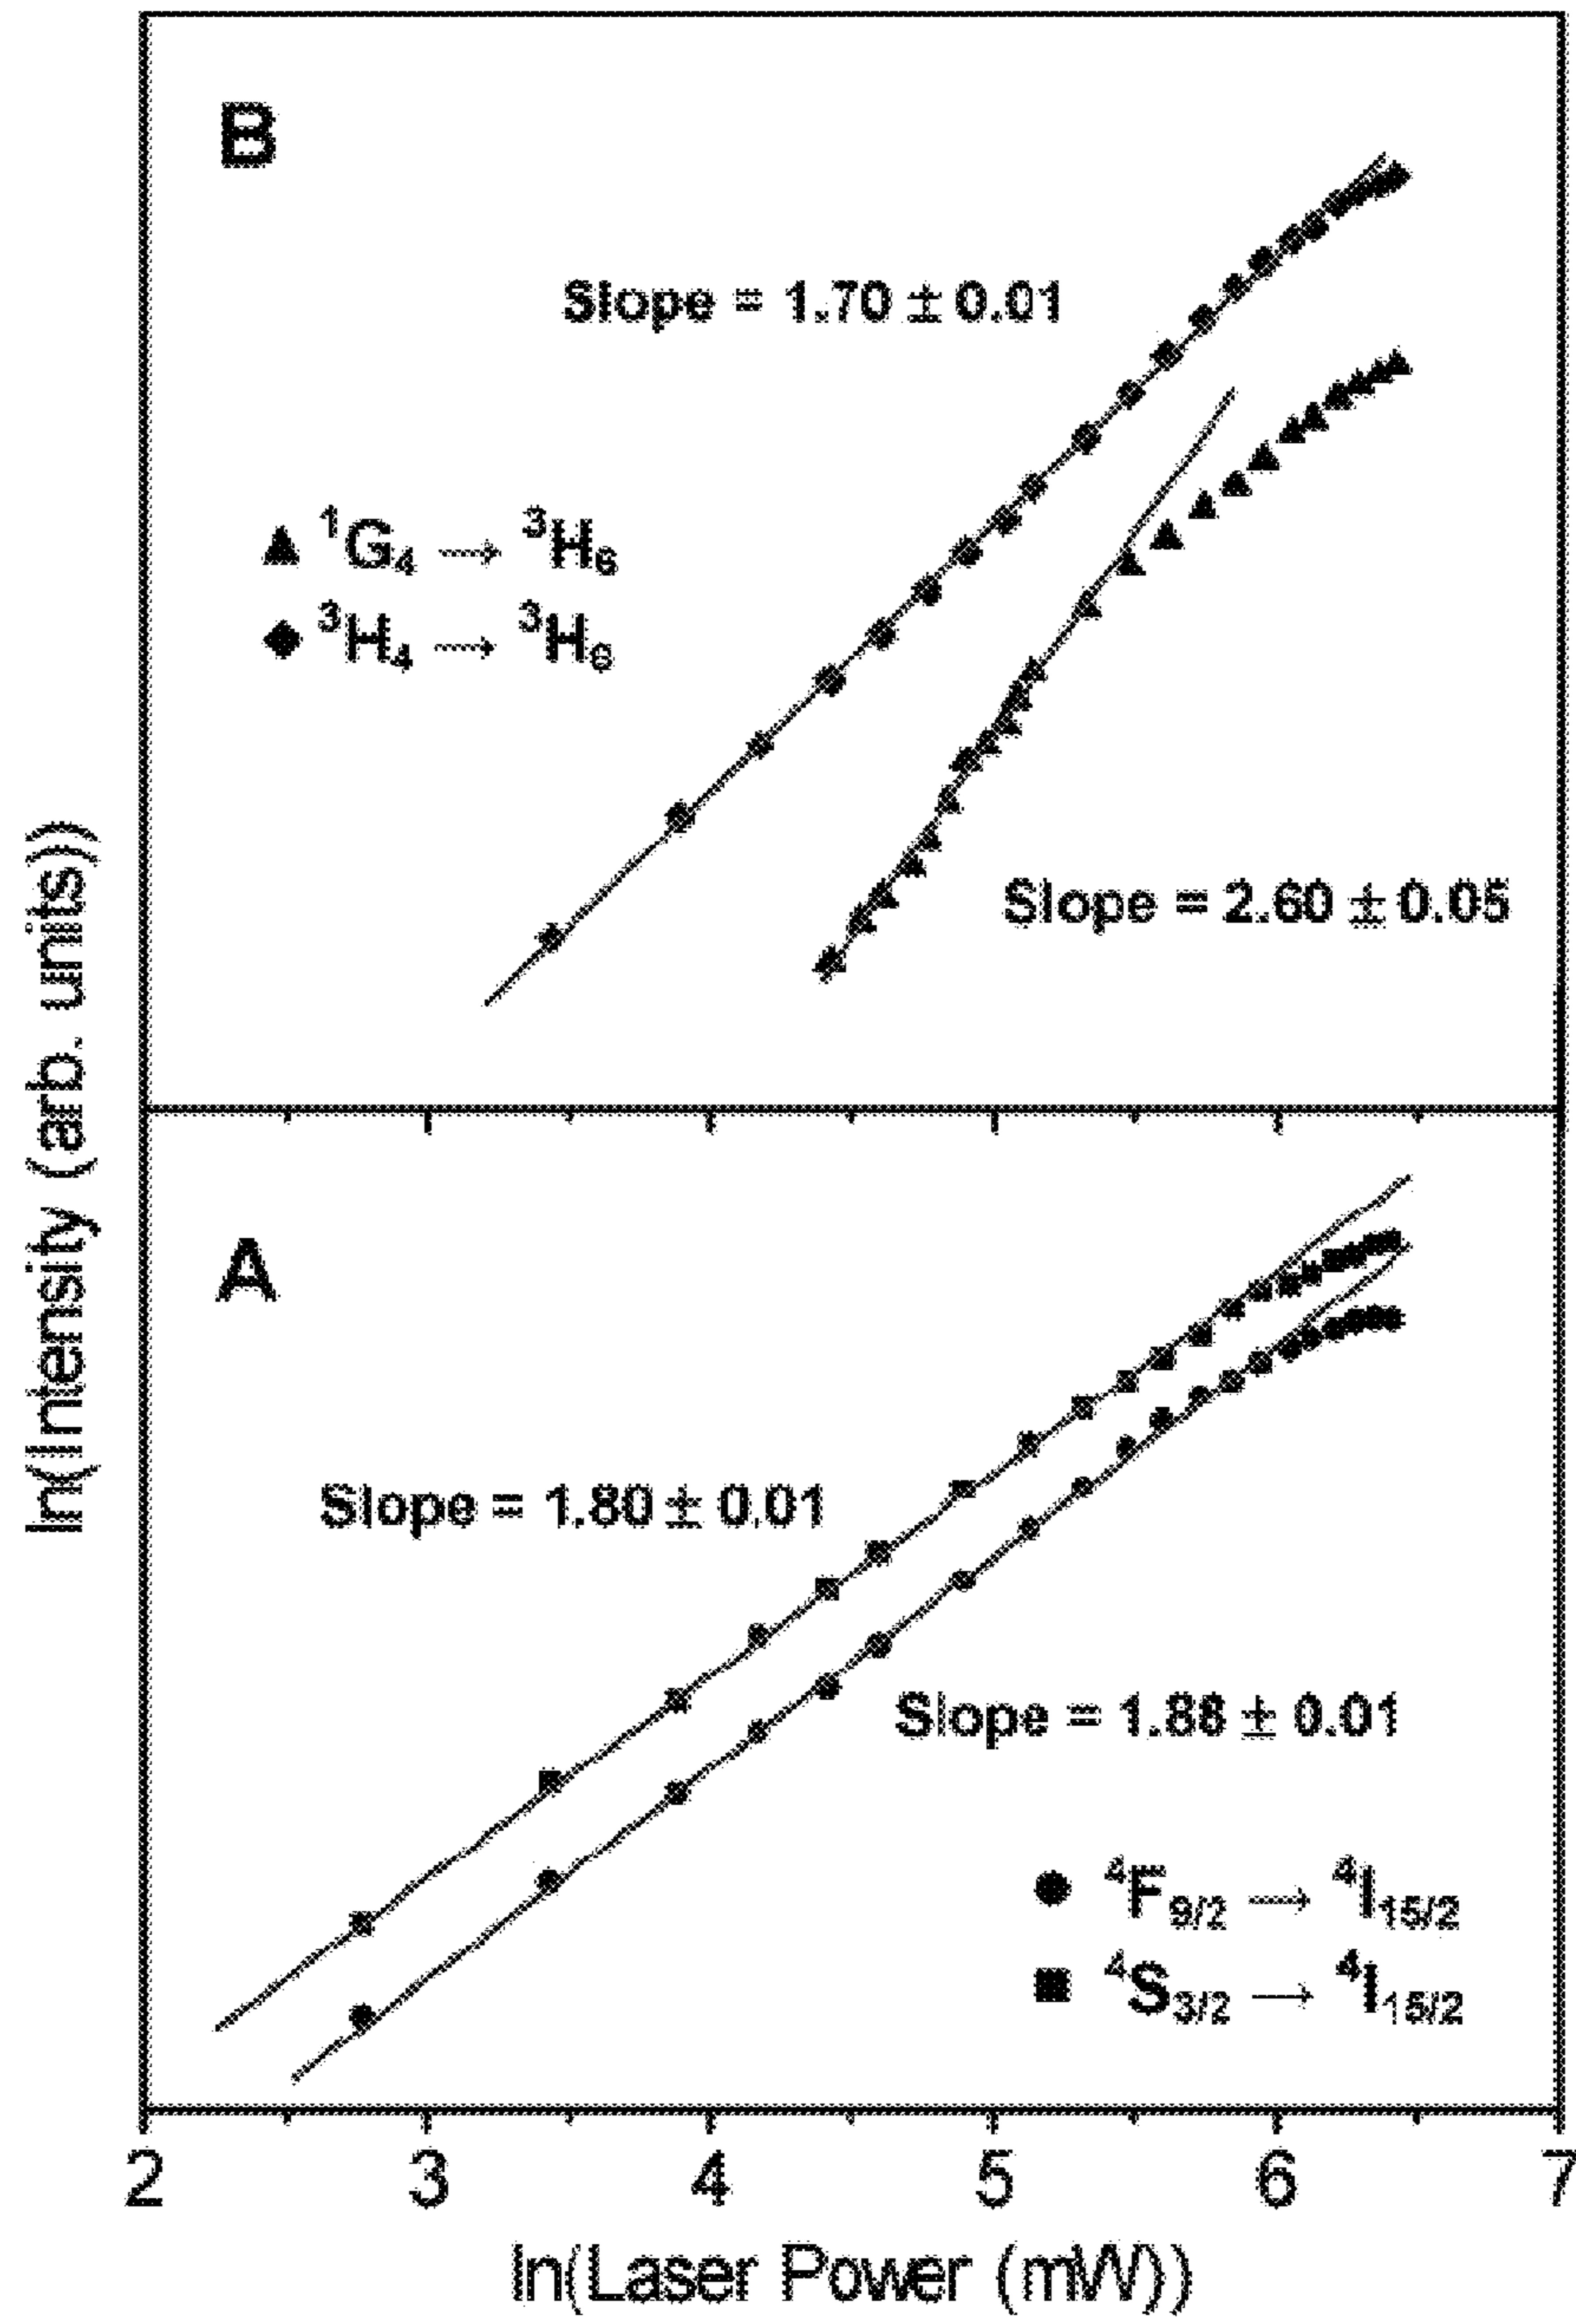 B
Slope = 1.70 ± 0.01
▲ ¹G₄ → ³H₆
◆ ³H₄ → ³H₆
Slope = 2.60 ± 0.05
ln(Intensity (arb. units))
A
Slope = 1.80 ± 0.01
Slope = 1.88 ± 0.01
● ⁴F₉/₂ → ⁴I₁₅/₂
■ ⁴S₃/₂ → ⁴I₁₅/₂
2 3 4 5 6 7
ln(Laser Power (mW))